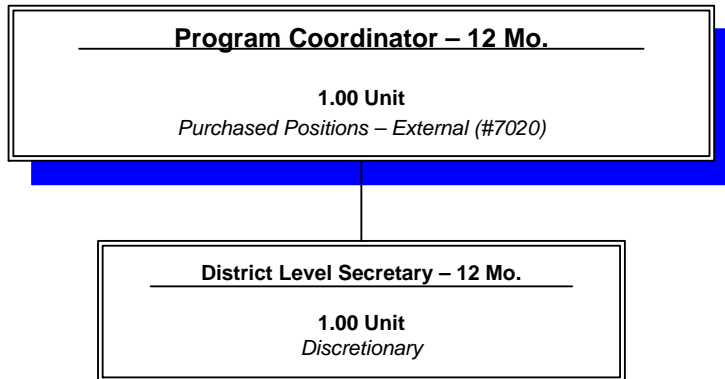 Program Coordinator – 12 Mo.
1.00 Unit
Purchased Positions – External (#7020)
District Level Secretary – 12 Mo.
1.00 Unit
Discretionary